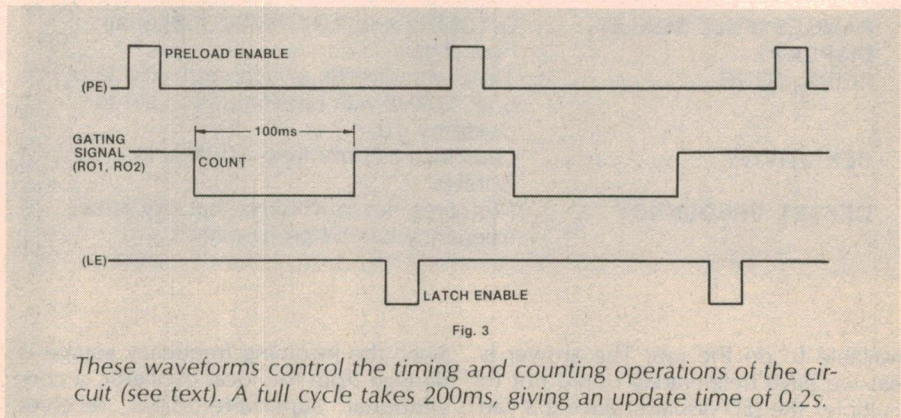 PRELOAD ENABLE
(PE)
100ms
GATING
SIGNAL
(RO1, RO2)
COUNT
(LE)
LATCH ENABLE
Fig. 3
These waveforms control the timing and counting operations of the cir-
cuit (see text). A full cycle takes 200ms, giving an update time of 0.2s.